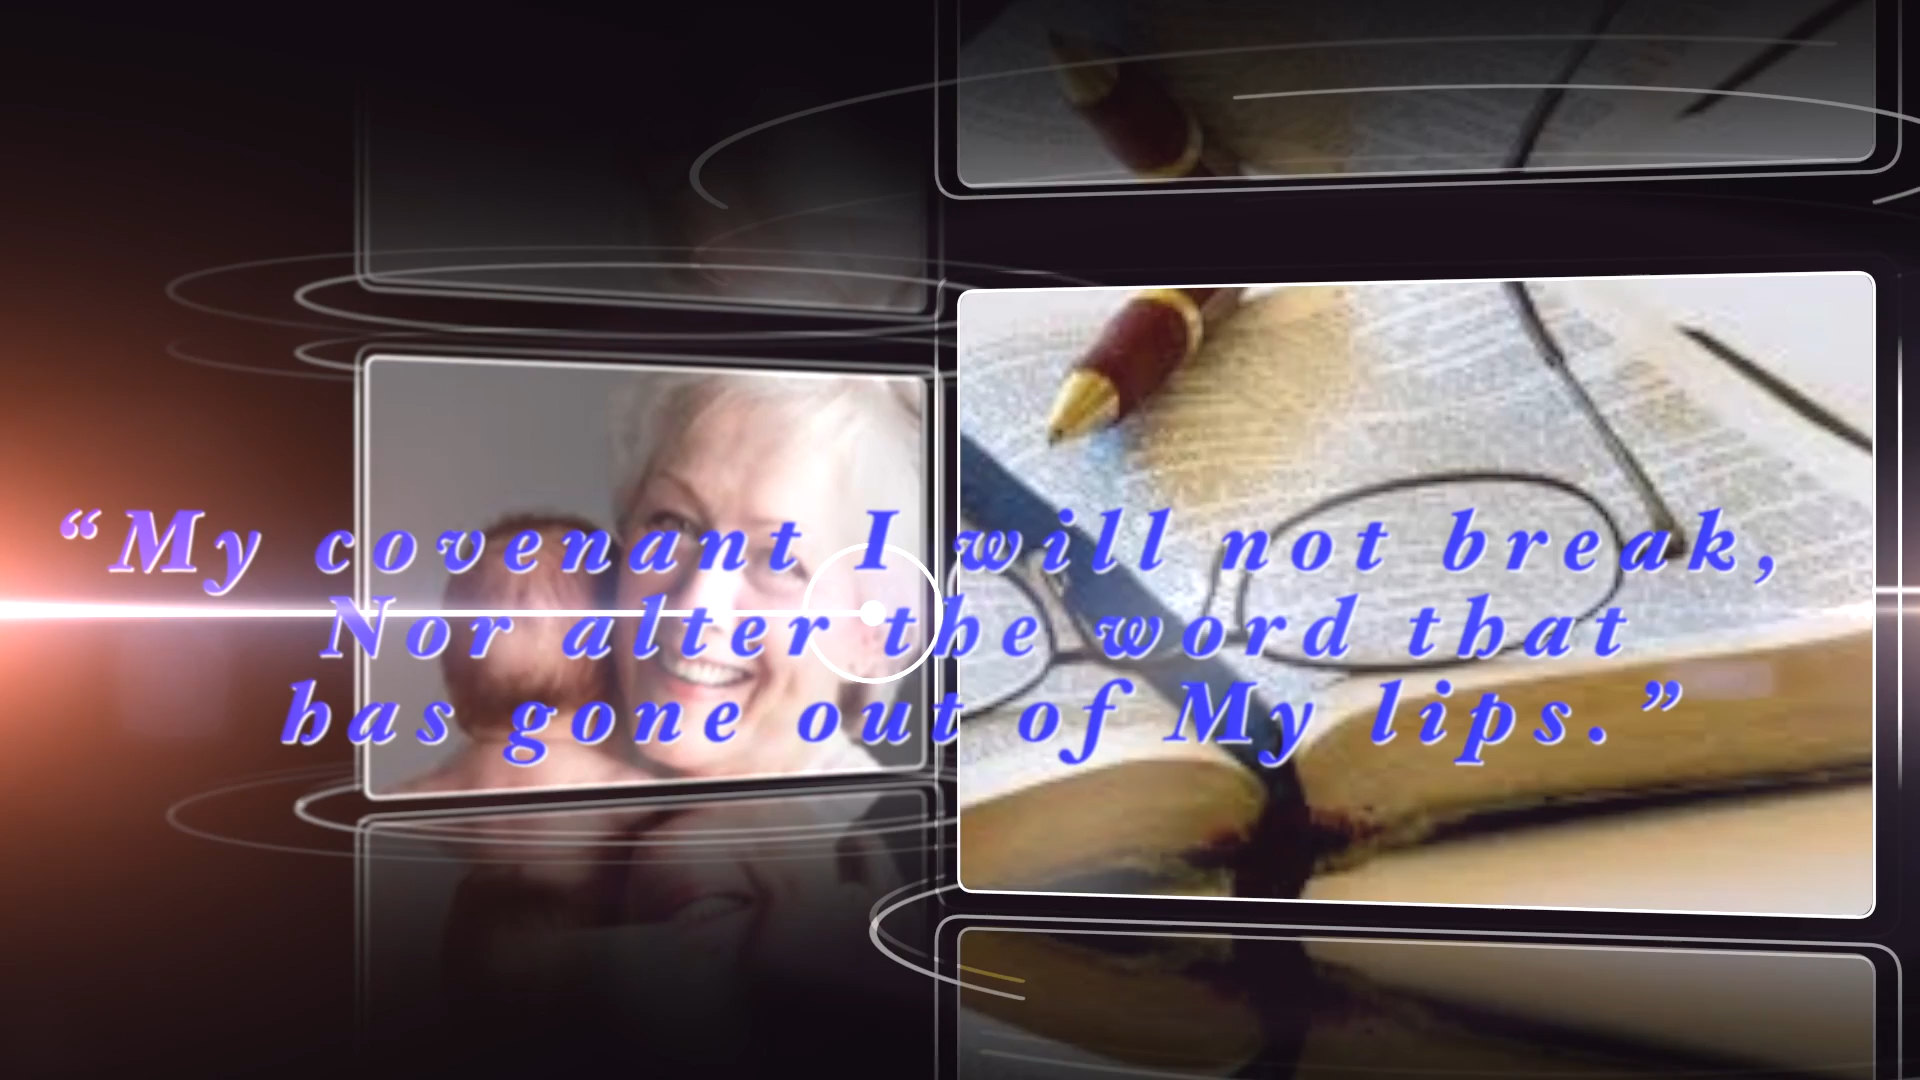 “My covenant I will not break,
Nor alter the word that
has gone out of My lips.”